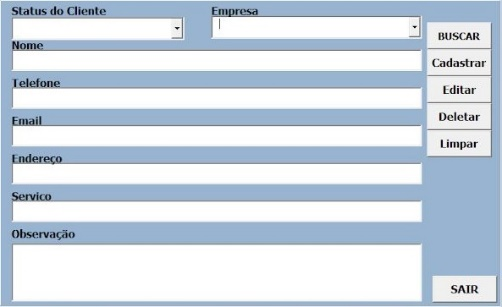 Status do Cliente
Empresa
BUSCAR
Nome
Cadastrar
Telefone
Editar
Deletar
Email
Limpar
Endereço
Servico
Observação
SAIR